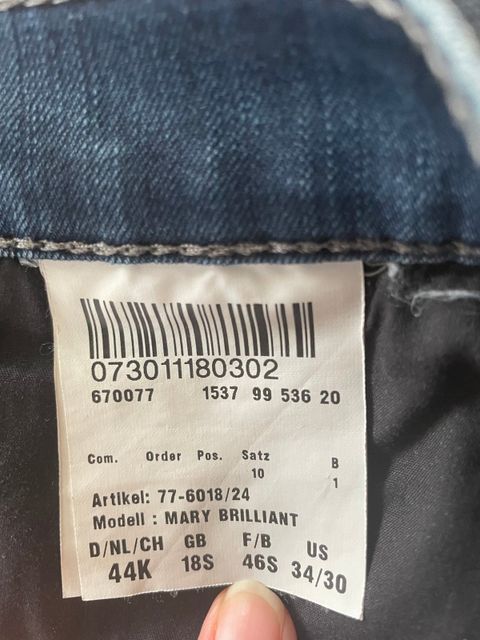 073011180302
670077 1537 99 536 20
Com. Order Pos. Satz B
10 1
Artikel: 77-6018/24
Modell : MARY BRILLIANT
D/NL/CH GB F/B US
44K 18S 46S 34/30